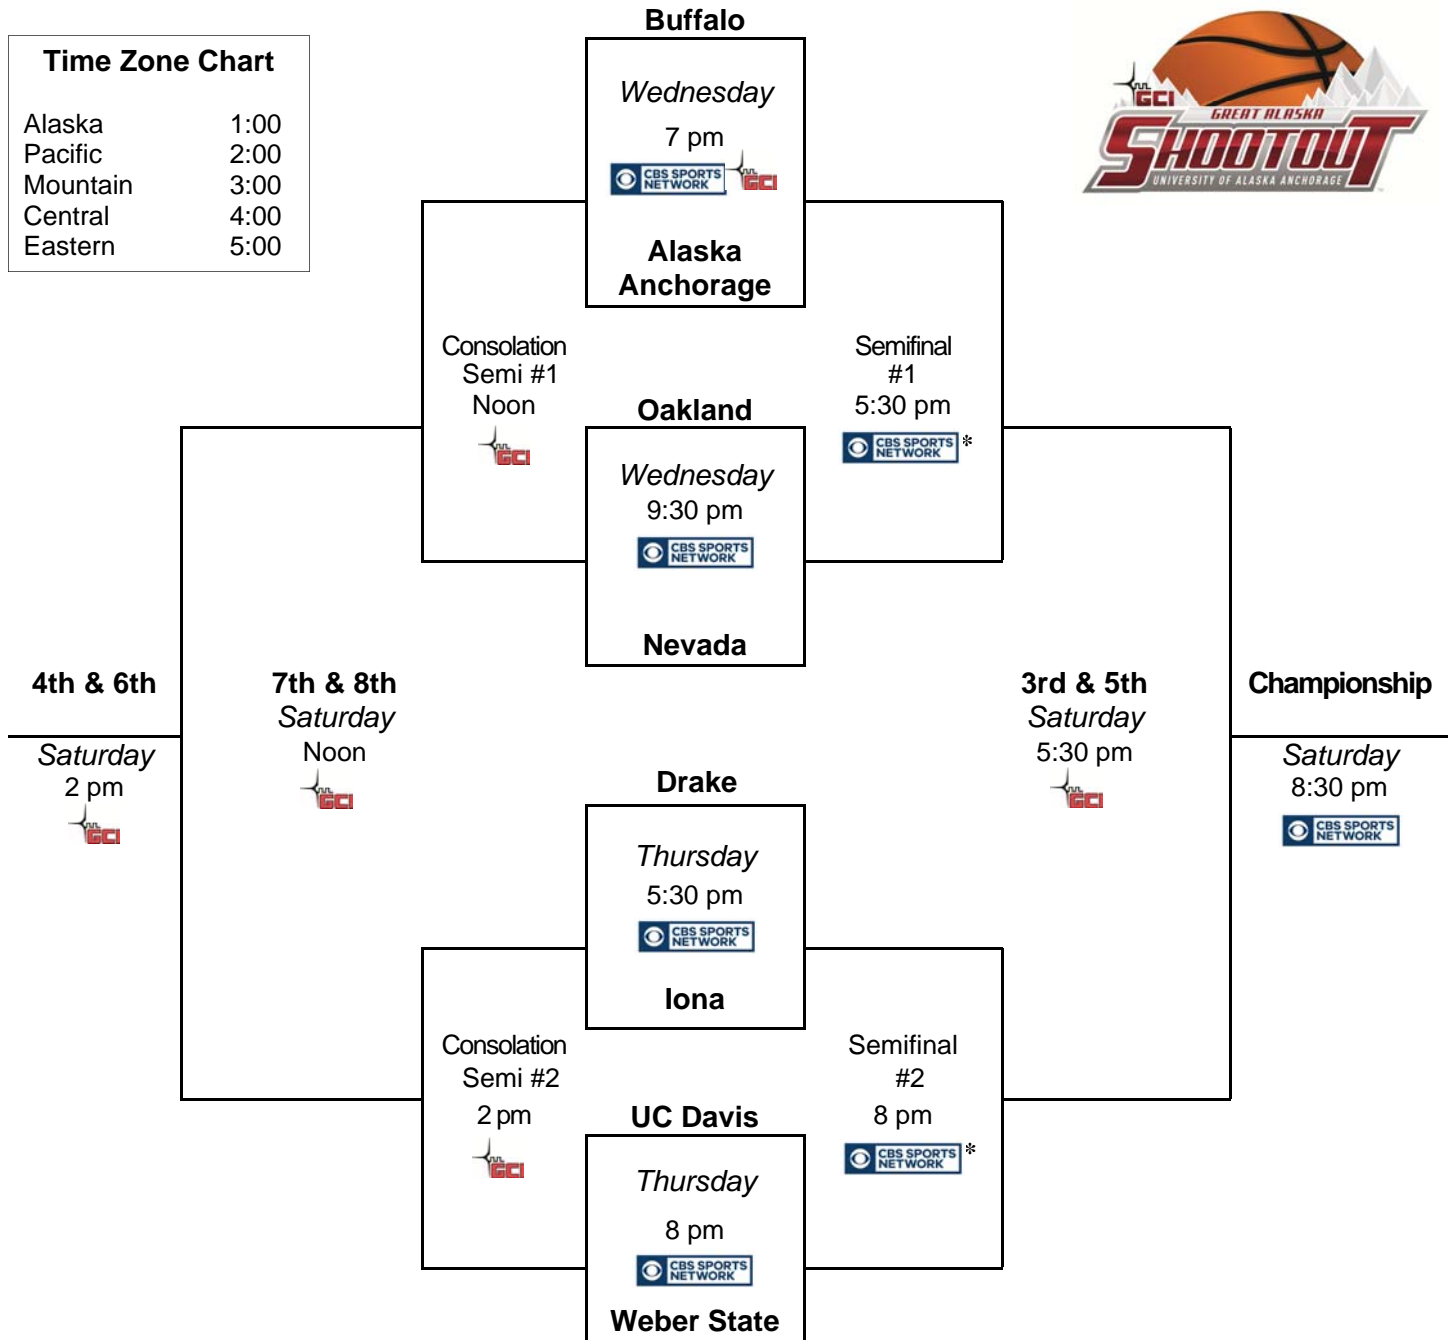 Time Zone Chart
Alaska 1:00
Pacific 2:00
Mountain 3:00
Central 4:00
Eastern 5:00
GCI
GREAT ALASKA
SHOOTOUT
UNIVERSITY OF ALASKA ANCHORAGE
Buffalo
Wednesday
7 pm
CBS SPORTS
NETWORK
GCI
Alaska
Anchorage
Consolation
Semi #1
Noon
GCI
Oakland
Wednesday
9:30 pm
CBS SPORTS
NETWORK
Nevada
Semifinal
#1
5:30 pm
CBS SPORTS
NETWORK *
4th & 6th
Saturday
2 pm
GCI
7th & 8th
Saturday
Noon
GCI
3rd & 5th
Saturday
5:30 pm
GCI
Championship
Saturday
8:30 pm
CBS SPORTS
NETWORK
Drake
Thursday
5:30 pm
CBS SPORTS
NETWORK
Iona
Consolation
Semi #2
2 pm
GCI
UC Davis
Thursday
8 pm
CBS SPORTS
NETWORK
Weber State
Semifinal
#2
8 pm
CBS SPORTS
NETWORK *